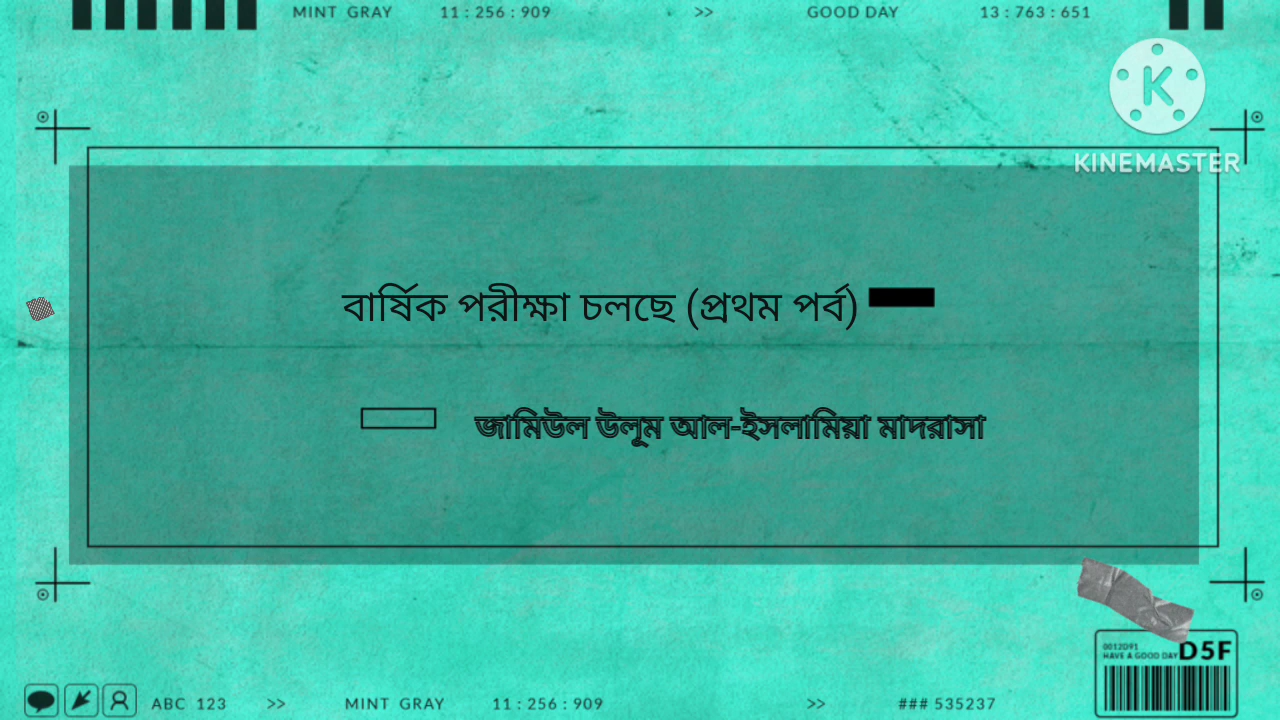 MINT GRAY 11 : 256 : 909 >> GOOD DAY 13 : 763 : 651
K
KINEMASTER
বার্ষিক পরীক্ষা চলছে (প্রথম পর্ব)
জামিউল উলূম আল-ইসলামিয়া মাদরাসা
0012D91
HAVE A GOOD DAY
D5F
ABC 123 >> MINT GRAY 11 : 256 : 909 >> ### 535237